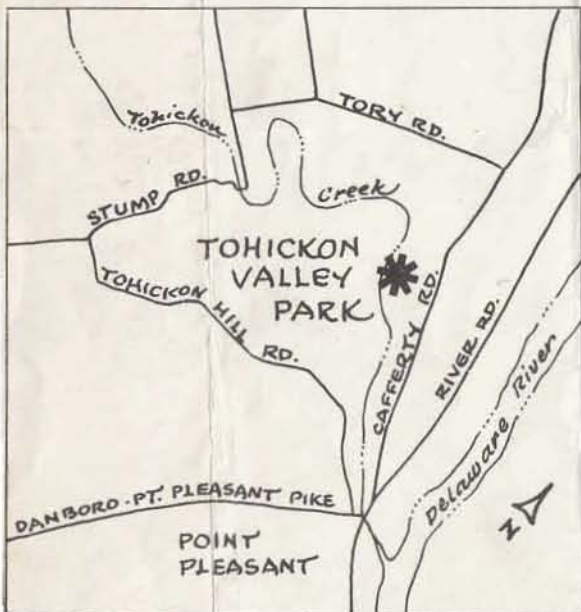 Tohickon
TORY RD.
STUMP RD.
Creek
TOHICKON
VALLEY
PARK
TOHICKON HILL RD.
CAFFERTY RD.
RIVER RD.
Delaware River
DANBORO-PT. PLEASANT PIKE
N
POINT
PLEASANT